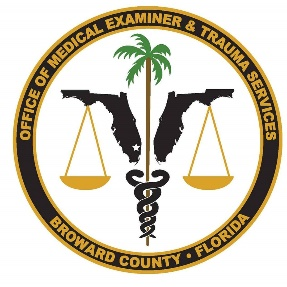 OFFICE OF MEDICAL EXAMINER & TRAUMA SERVICES
BROWARD COUNTY • FLORIDA